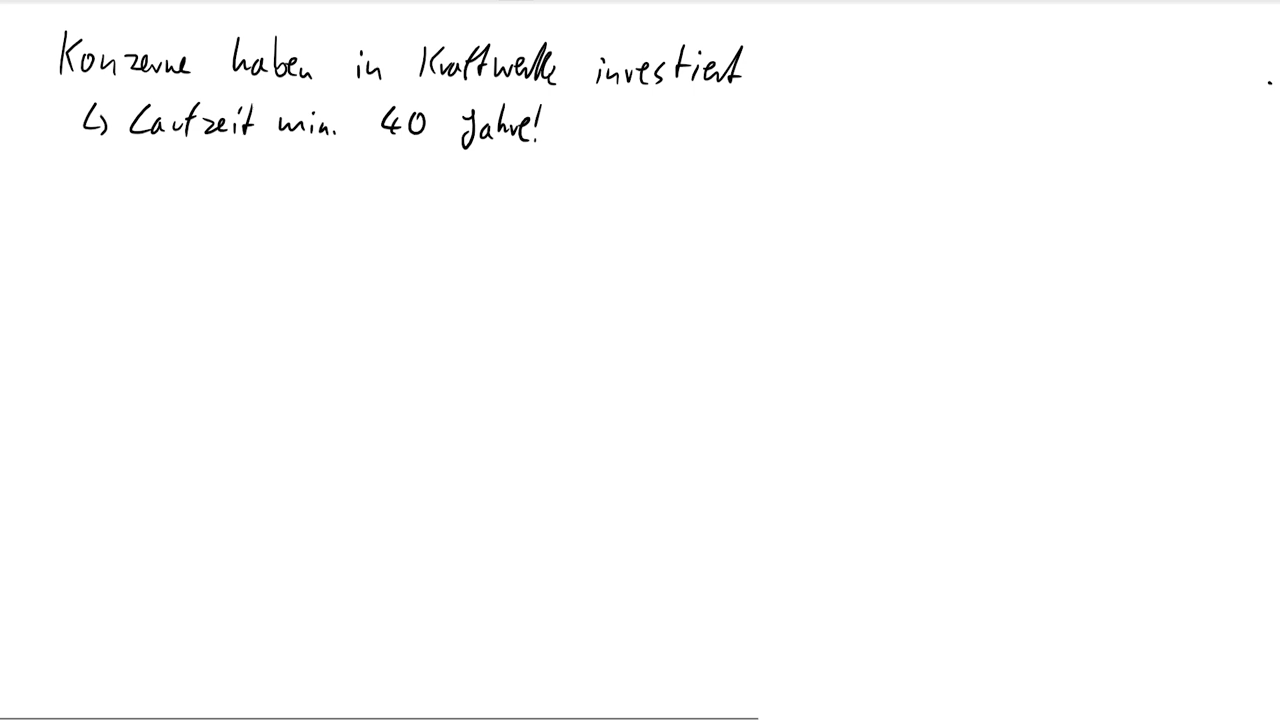 Konzerne haben in Kraftwerke investiert
↳ Laufzeit min. 40 Jahre!